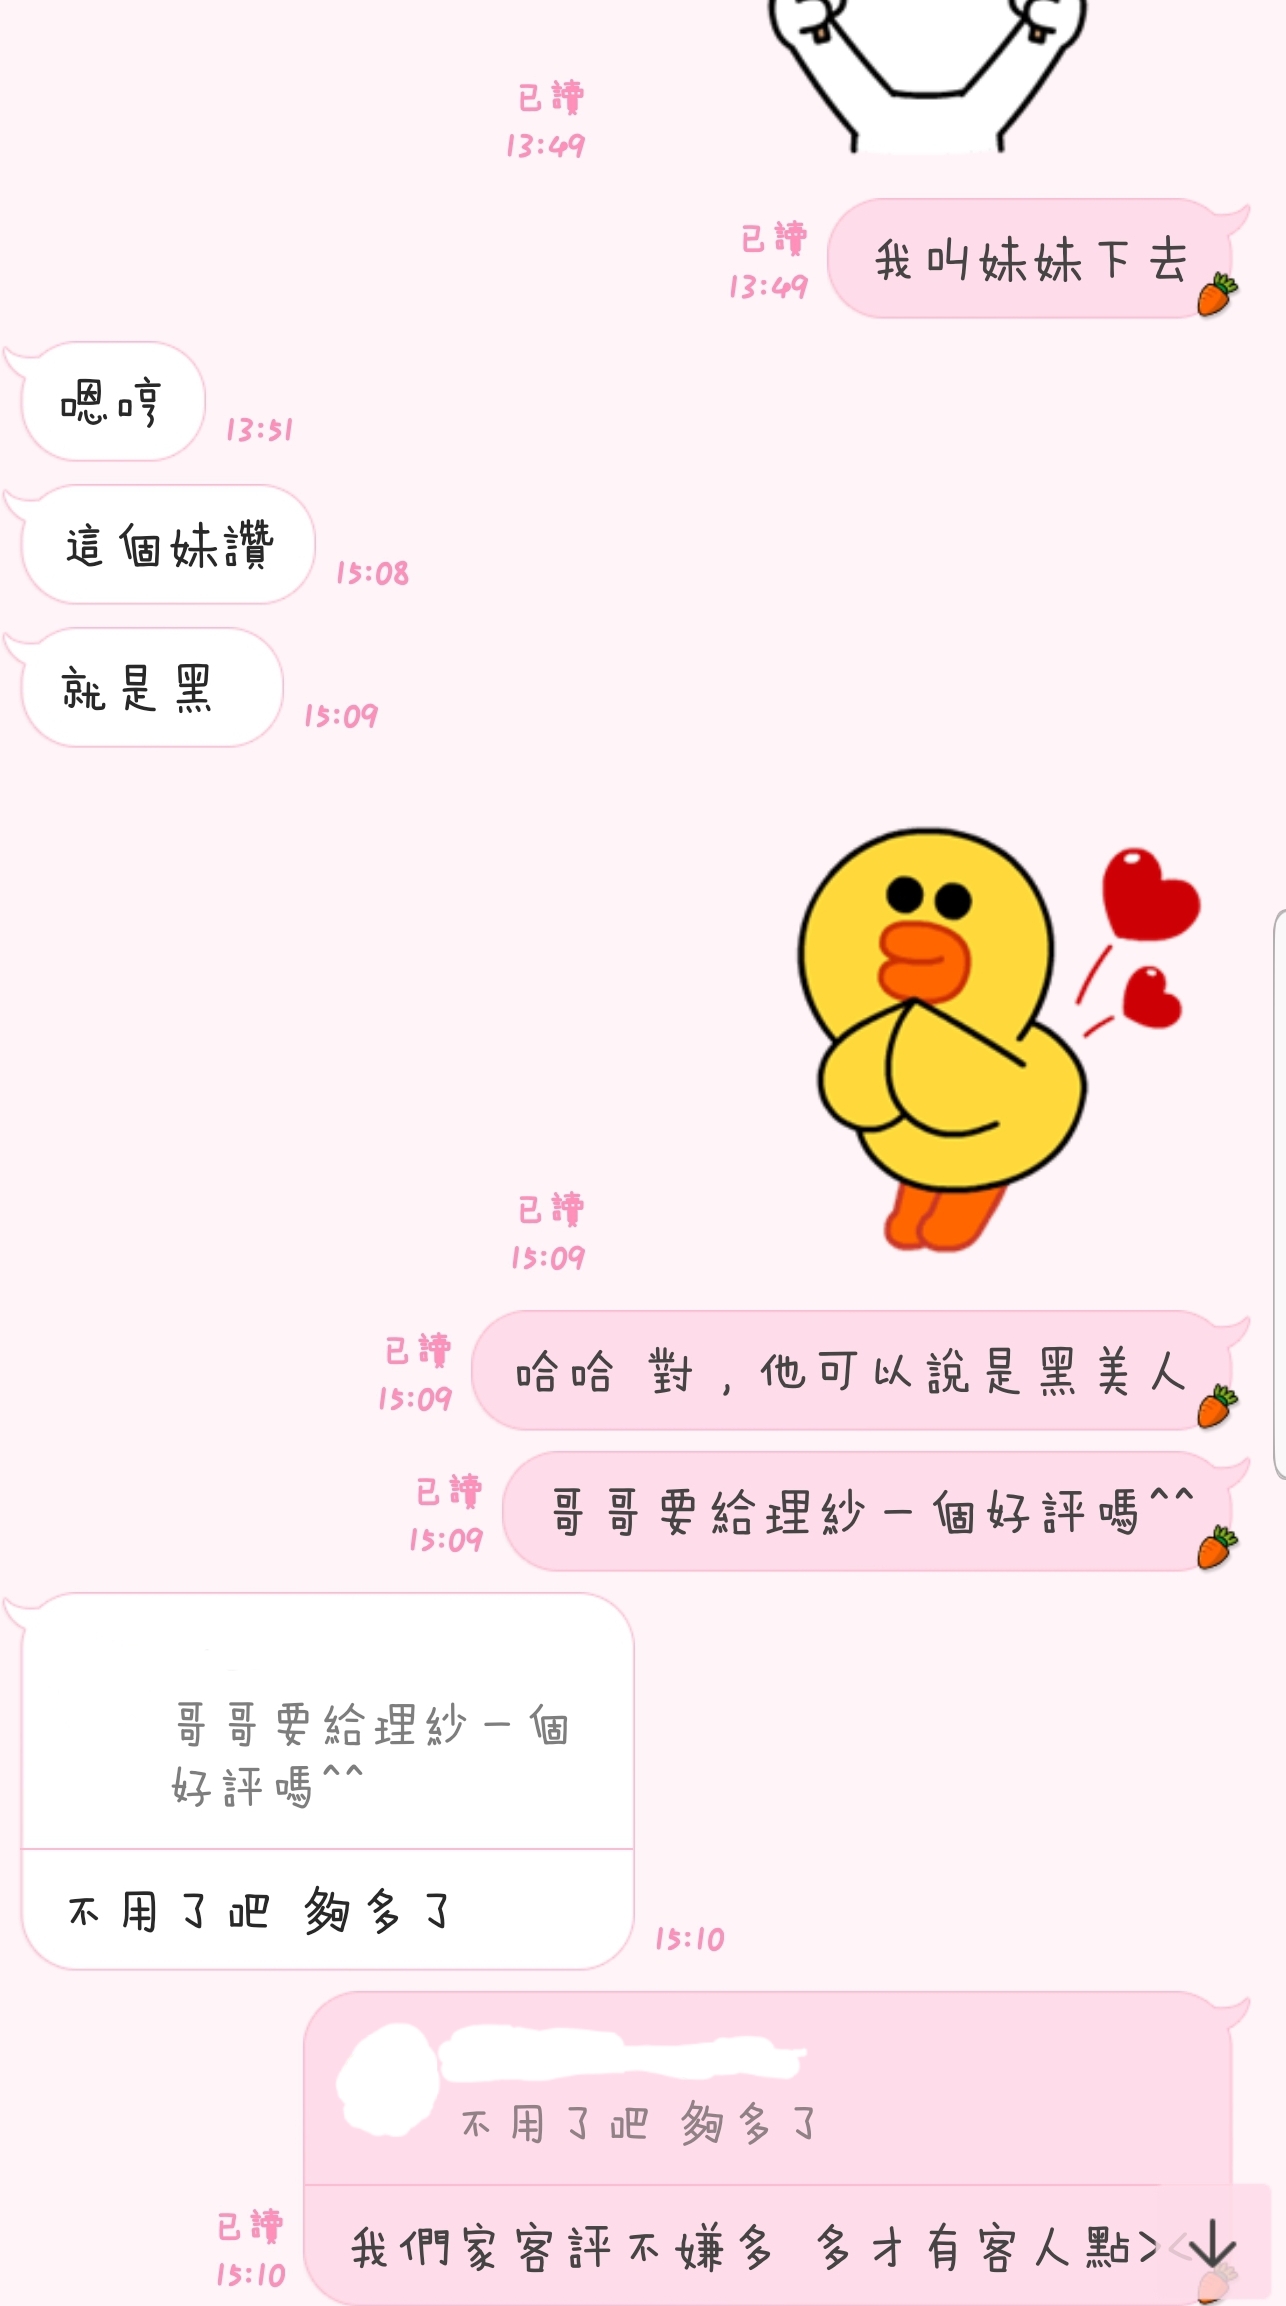 已讀
13:49
已讀
13:49
我叫妹妹下去
嗯哼
13:51
這個妹讚
15:08
就是黑
15:09
已讀
15:09
已讀
15:09
哈哈 對，他可以說是黑美人
已讀
15:09
哥哥要給理紗一個好評嗎^^
哥哥要給理紗一個
好評嗎^^
不用了吧 夠多了
15:10
不用了吧 夠多了
已讀
15:10
我們家客評不嫌多 多才有客人點><